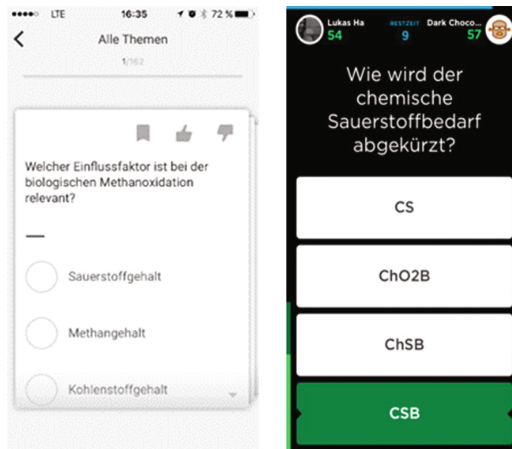 LTE 16:35 72 %
Alle Themen
1/162
Welcher Einflussfaktor ist bei der
biologischen Methanoxidation
relevant?
Sauerstoffgehalt
Methangehalt
Kohlenstoffgehalt
Lukas Ha RESTZEIT Dark Choco...
54 9 57
Wie wird der
chemische
Sauerstoffbedarf
abgekürzt?
CS
ChO2B
ChSB
CSB